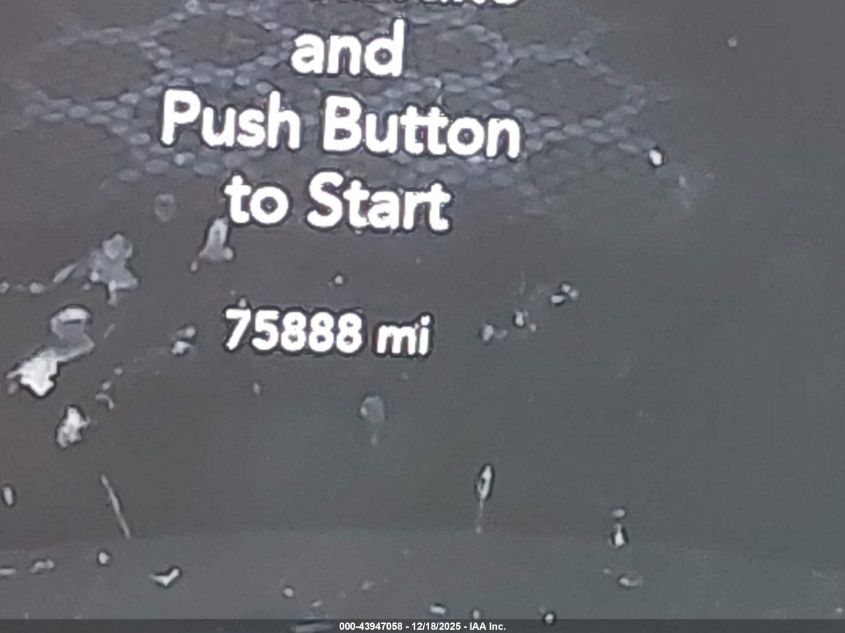 and
Push Button
to Start
75888 mi
000-43947058 - 12/18/2025 - IAA Inc.